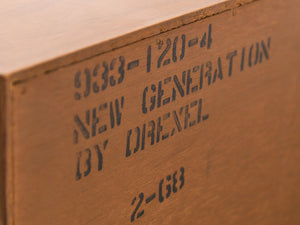 933-120-4
NEW GENERATION
BY DREXEL
2-68